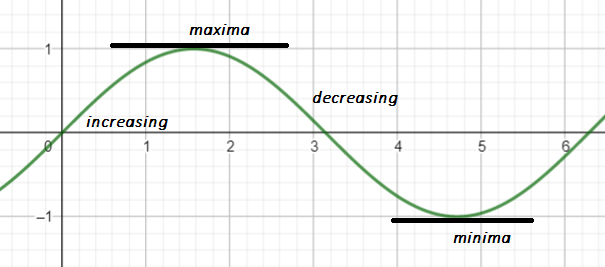 maxima
1
decreasing
increasing
0 1 2 3 4 5 6
−1
minima